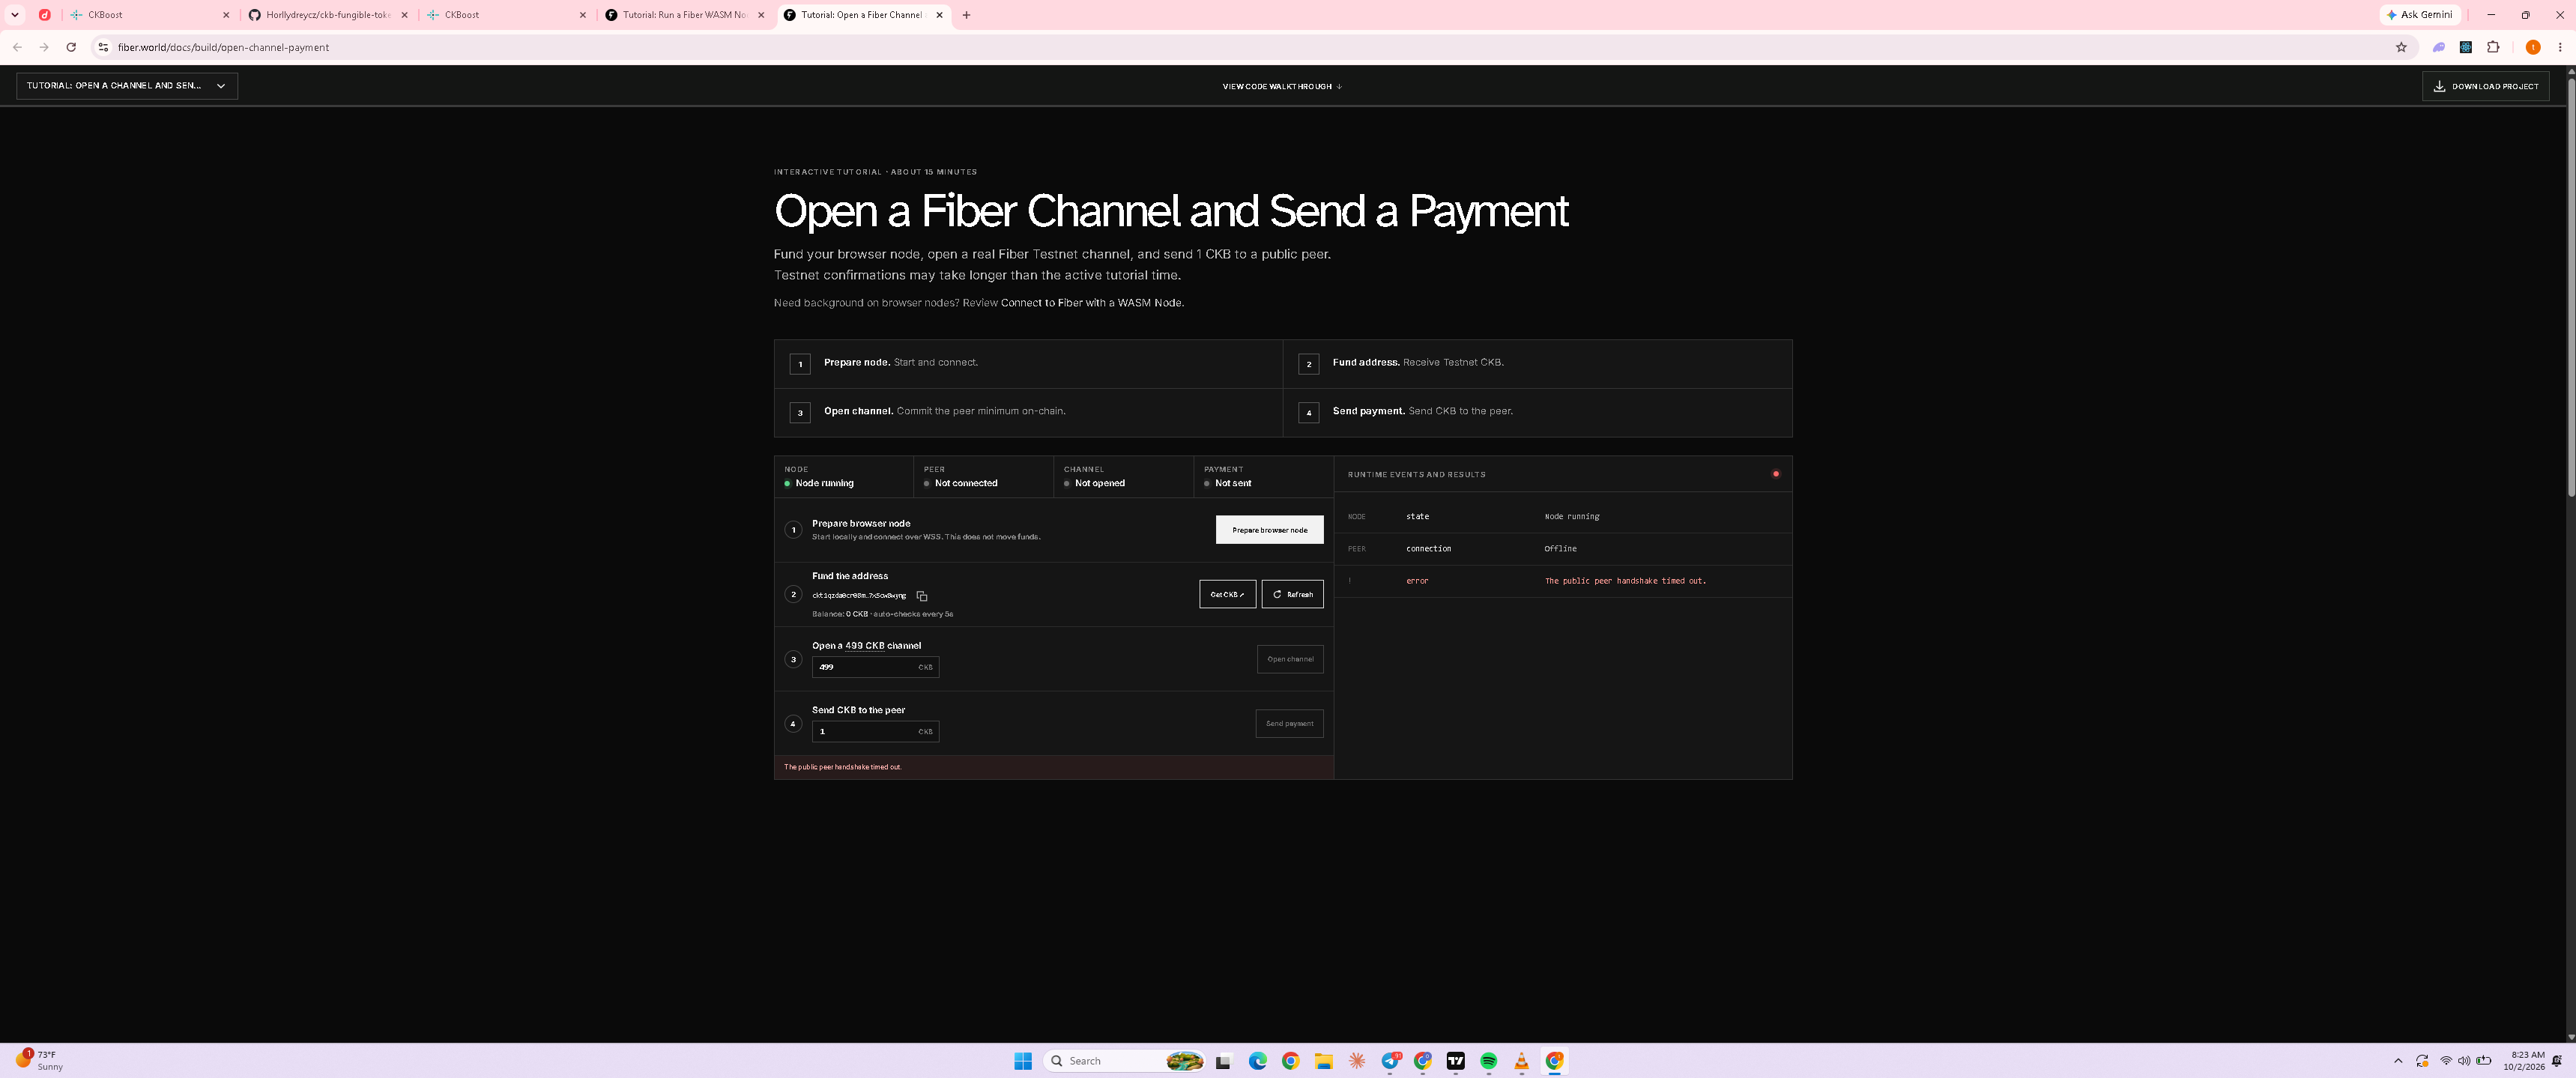 CKBoost
Horllydreycz/ckb-fungible-toke
CKBoost
Tutorial: Run a Fiber WASM No
Tutorial: Open a Fiber Channel
Ask Gemini
fiber.world/docs/build/open-channel-payment
TUTORIAL: OPEN A CHANNEL AND SEN...
VIEW CODE WALKTHROUGH ↓
DOWNLOAD PROJECT
INTERACTIVE TUTORIAL · ABOUT 15 MINUTES
Open a Fiber Channel and Send a Payment
Fund your browser node, open a real Fiber Testnet channel, and send 1 CKB to a public peer.
Testnet confirmations may take longer than the active tutorial time.
Need background on browser nodes? Review Connect to Fiber with a WASM Node.
1 Prepare node. Start and connect.
2 Fund address. Receive Testnet CKB.
3 Open channel. Commit the peer minimum on-chain.
4 Send payment. Send CKB to the peer.
NODE
Node running
PEER
Not connected
CHANNEL
Not opened
PAYMENT
Not sent
1 Prepare browser node
Start locally and connect over WSS. This does not move funds.
Prepare browser node
2 Fund the address
Balance: 0 CKB · auto-checks every 5s
Get CKB ↗
Refresh
3 Open a 499 CKB channel
499 CKB
Open channel
4 Send CKB to the peer
1 CKB
Send payment
The public peer handshake timed out.
RUNTIME EVENTS AND RESULTS
NODE state Node running
PEER connection Offline
! error The public peer handshake timed out.
73°F
Sunny
Search
8:23 AM
10/2/2026